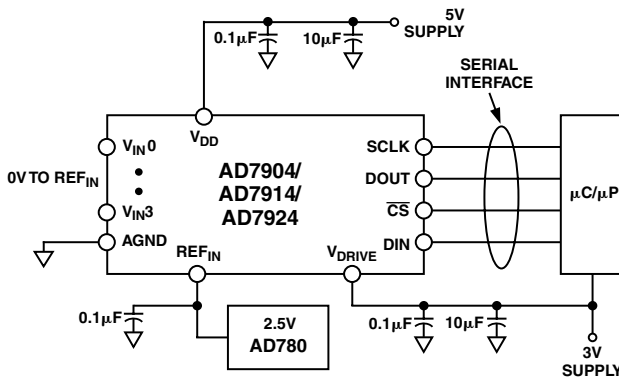 5V
SUPPLY
0.1µF
10µF
SERIAL
INTERFACE
VDD
VIN0
0V TO REFIN
VIN3
AGND
AD7904/
AD7914/
AD7924
SCLK
DOUT
CS
DIN
µC/µP
REFIN
VDRIVE
0.1µF
2.5V
AD780
0.1µF
10µF
3V
SUPPLY